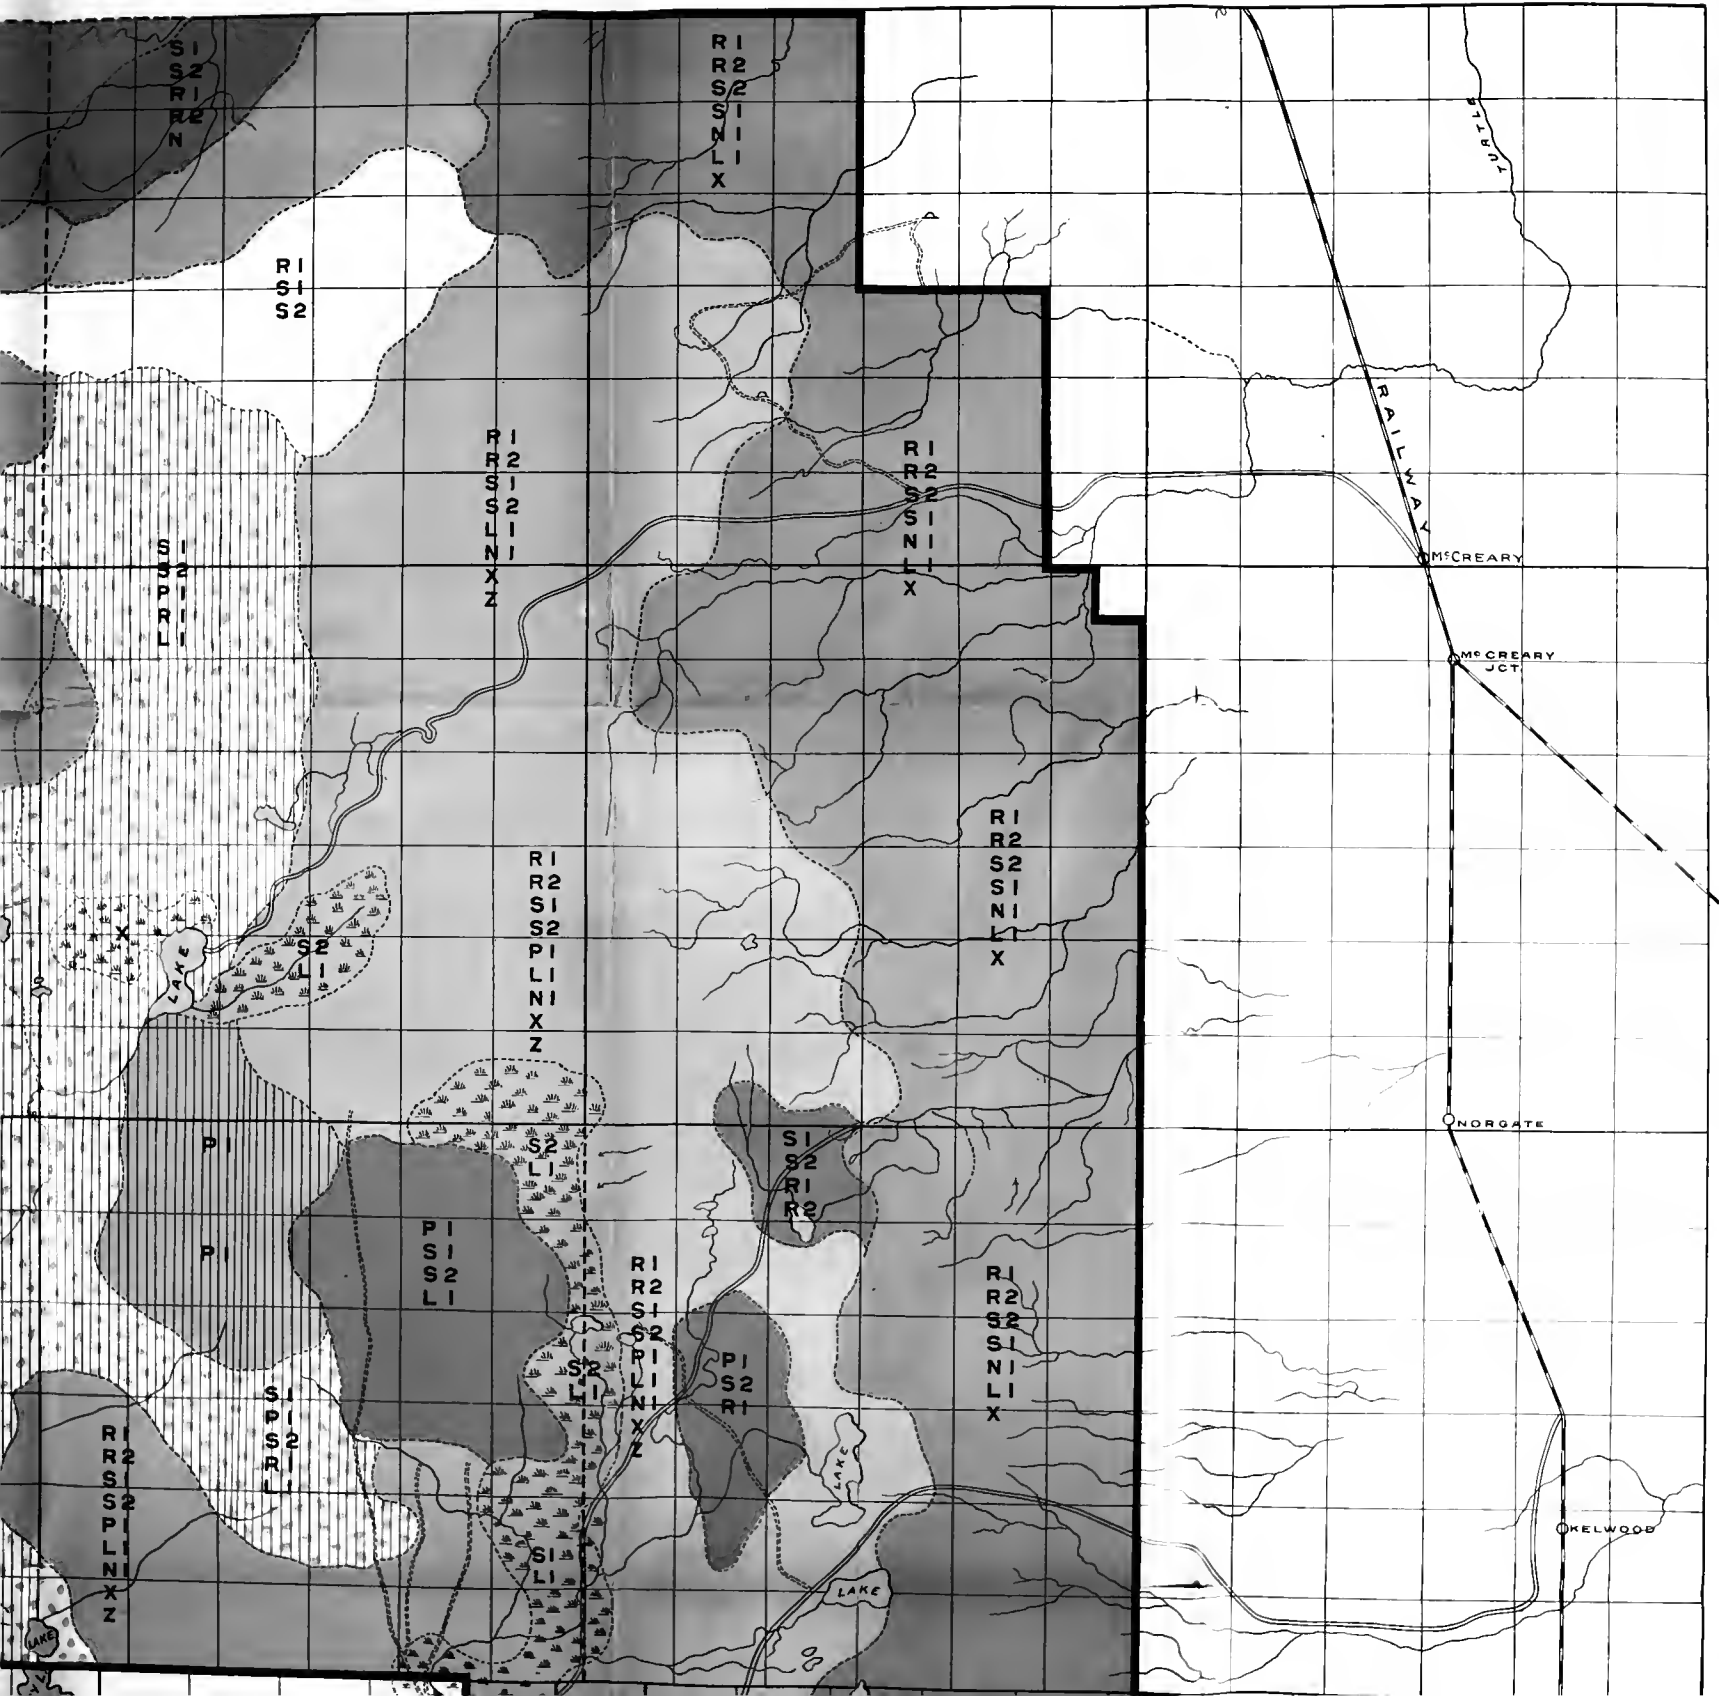 S1
S2
R1
R2
N
R1
R2
S2
S1
N1
L1
X
TURTLE
R1
S1
S2
RAILWAY
R1
R2
S1
S2
L1
N1
X
Z
R1
R2
S2
S1
N1
L1
X
S1
S2
P1
R1
L1
McCREARY
McCREARY
JCT.
R1
R2
S2
S1
N1
L1
X
R1
R2
S1
S2
P1
L1
N1
X
Z
X
LAKE
S2
L1
P1
S2
L1
S1
S2
R1
R2
NORGATE
P1
P1
S1
S2
L1
R1
R2
S1
S2
P1
L1
N1
X
Z
R1
R2
S2
S1
N1
L1
X
S2
L1
P1
S2
R1
S1
P1
S2
R1
L1
R1
R2
S1
S2
P1
L1
N1
X
Z
LAKE
KELWOOD
S1
L1
LAKE
LAKE